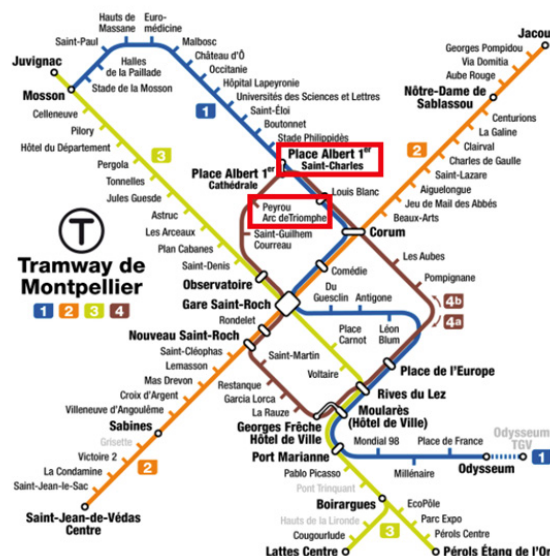 Hauts de
Massane
Euro-
médicine
Saint-Paul
Malbosc
Château d'Ô
Occitanie
Hôpital Lapeyronie
Universités des Sciences et Lettres
Saint-Éloi
Boutonnet
Stade Philippidès
Juvignac
Halles
de la Paillade
Stade de la Mosson
Mosson
1
Place Albert 1er
Saint-Charles
Place Albert 1er
Cathédrale
Louis Blanc
Peyrou
Arc deTriomphe
Saint-Guilhem
Courreau
Corum
Jacou
Georges Pompidou
Via Domitia
Aube Rouge
Nôtre-Dame de
Sablassou
Centurions
La Galine
Clairval
Charles de Gaulle
Saint-Lazare
Aiguelongue
Jeu de Mail des Abbés
Beaux-Arts
2
Celleneuve
Pilory
Hôtel du Département
3
Pergola
Tonnelles
Jules Guesde
Astruc
Les Arceaux
Plan Cabanes
Saint-Denis
Observatoire
Gare Saint-Roch
T
Tramway de
Montpellier
1 2 3 4
Les Aubes
Pompignane
4b
4a
Comédie
Du
Guesclin
Antigone
Léon
Blum
Place
Carnot
Voltaire
Place de l'Europe
Rondelet
Nouveau Saint-Roch
Saint-Cléophas
Lemasson
Mas Drevon
Croix d'Argent
Villeneuve d'Angoulême
Sabines
Grisette
Victoire 2
La Condamine
Saint-Jean-le-Sac
2
Saint-Jean-de-Védas
Centre
Saint-Martin
Restanque
Garcia Lorca
La Rauze
Georges Frêche
Hôtel de Ville
Rives du Lez
Moularès
(Hôtel de Ville)
Port Marianne
Mondial 98
Place de France
Millénaire
Odysseum
Odysseum
TGV
1
Pablo Picasso
Pont Trinquant
Boirargues
Hauts de la Lironde
Cougourlude
Lattes Centre
3
EcoPôle
Parc Expo
Pérols Centre
Pérols Étang de l'Or